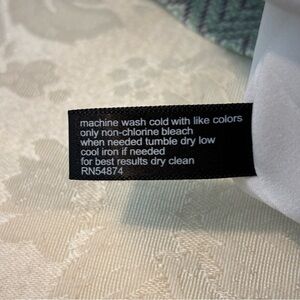 machine wash cold with like colors
only non-chlorine bleach
when needed tumble dry low
cool iron if needed
for best results dry clean
RN54874